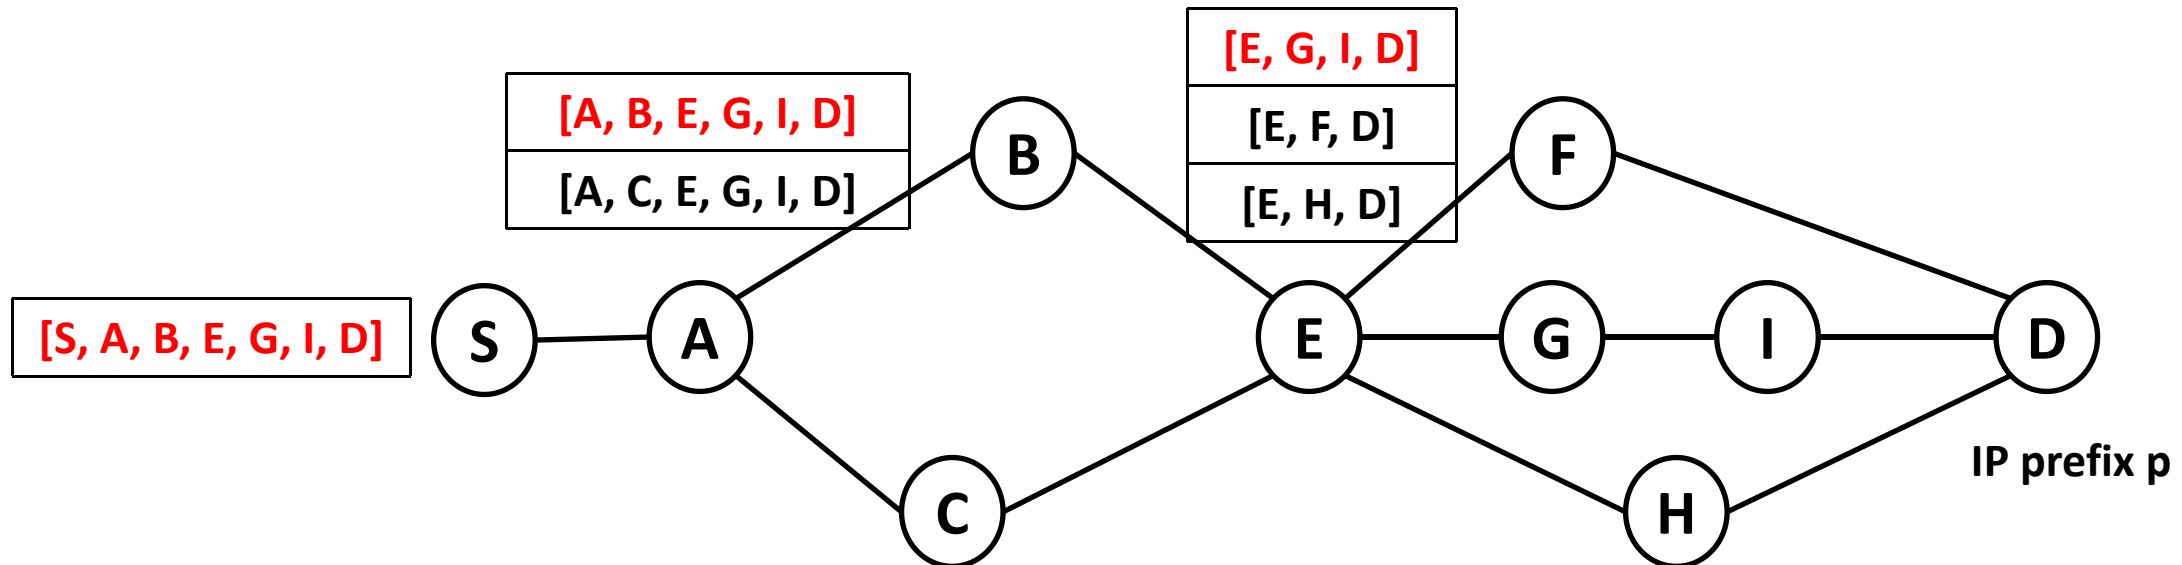 [E, G, I, D]
[E, F, D]
[E, H, D]
[A, B, E, G, I, D]
[A, C, E, G, I, D]
[S, A, B, E, G, I, D]
B
F
S
A
E
G
I
D
C
H
IP prefix p